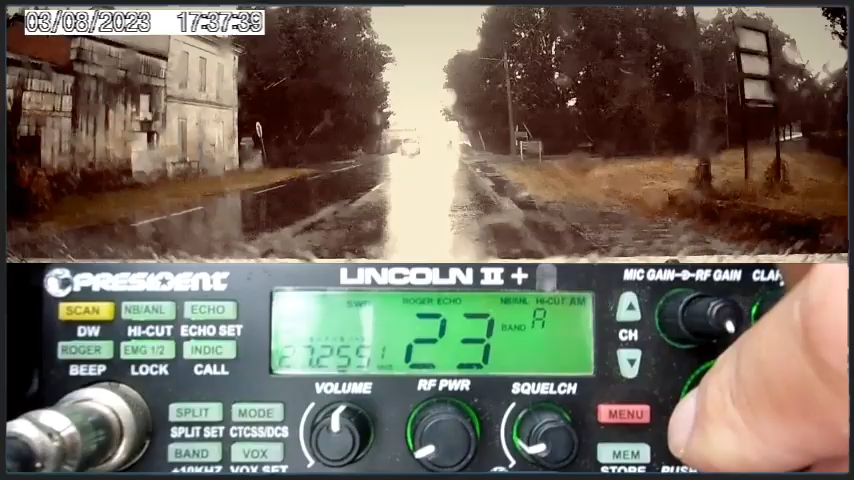 03/08/2023 17:37:39
PRESIDENT LINCOLN II + MIC GAIN RF GAIN
SCAN NB/ANL ECHO
DW HI-CUT ECHO SET
ROGER EMG 1/2 INDIC
BEEP LOCK CALL
SWR ROGER ECHO NB/ANL HI-CUT AM
23 BAND A
CH
VOLUME RF PWR SQUELCH
SPLIT MODE MENU
SPLIT SET CTCSS/DCS
BAND VOX MEM
+10KHZ VOX SET STORE PUSH